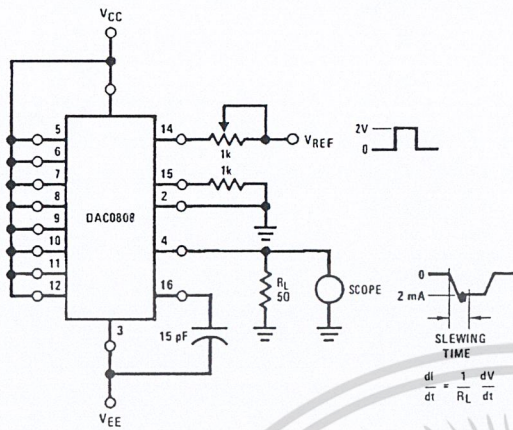 VCC
5
6
7
8
9
10
11
12
DAC0808
14
15
2
4
16
3
1k
VREF
1k
RL
50
SCOPE
15 pF
VEE
2V
0
0
2 mA
SLEWING
TIME
dI/dt = 1/RL dV/dt